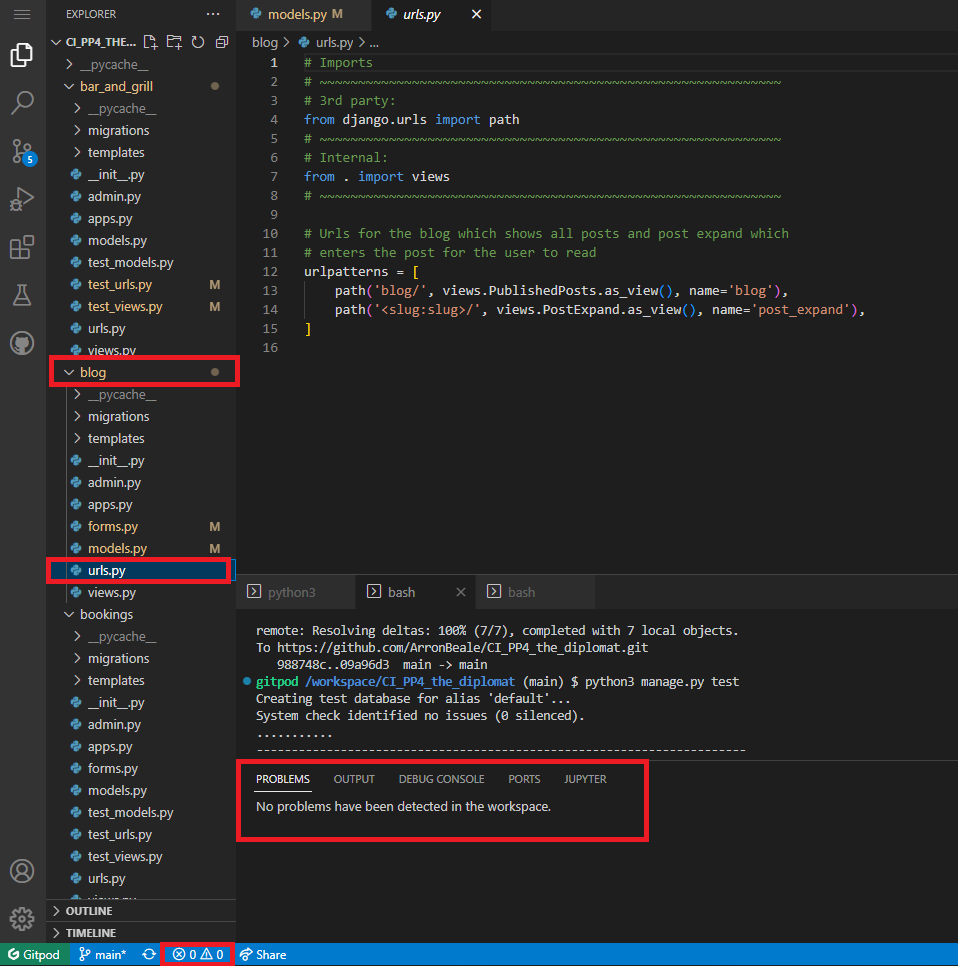 EXPLORER
CI_PP4_THE...
__pycache__
bar_and_grill
__pycache__
migrations
templates
__init__.py
admin.py
apps.py
models.py
test_models.py
test_urls.py M
test_views.py M
urls.py
views.py
blog
__pycache__
migrations
templates
__init__.py
admin.py
apps.py
forms.py M
models.py M
urls.py
views.py
bookings
__pycache__
migrations
templates
__init__.py
admin.py
apps.py
forms.py
models.py
test_models.py
test_urls.py
test_views.py
urls.py
views.py
OUTLINE
TIMELINE
5
models.py M
urls.py
blog > urls.py > ...
1 # Imports
2 # ~~~~~~~~~~~~~~~~~~~~~~~~~~~~~~~~~~~~~~~~~~~~~~~~~~~~~~~~~~~~
3 # 3rd party:
4 from django.urls import path
5 # ~~~~~~~~~~~~~~~~~~~~~~~~~~~~~~~~~~~~~~~~~~~~~~~~~~~~~~~~~~~~
6 # Internal:
7 from . import views
8 # ~~~~~~~~~~~~~~~~~~~~~~~~~~~~~~~~~~~~~~~~~~~~~~~~~~~~~~~~~~~~
9
10 # Urls for the blog which shows all posts and post expand which
11 # enters the post for the user to read
12 urlpatterns = [
13     path('blog/', views.PublishedPosts.as_view(), name='blog'),
14     path('<slug:slug>/', views.PostExpand.as_view(), name='post_expand'),
15 ]
16
python3
bash
bash
remote: Resolving deltas: 100% (7/7), completed with 7 local objects.
To https://github.com/ArronBeale/CI_PP4_the_diplomat.git
   988748c..09a96d3  main -> main
gitpod /workspace/CI_PP4_the_diplomat (main) $ python3 manage.py test
Creating test database for alias 'default'...
System check identified no issues (0 silenced).
...........
----------------------------------------------------------------------
PROBLEMS OUTPUT DEBUG CONSOLE PORTS JUPYTER
No problems have been detected in the workspace.
Gitpod main* 0 0 Share